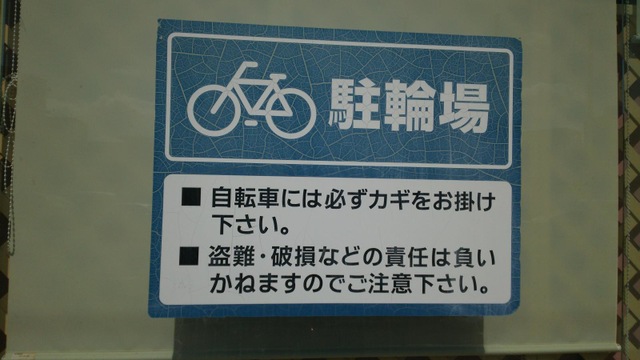 駐輪場
■ 自転車には必ずカギをお掛け
下さい。
■ 盗難・破損などの責任は負い
かねますのでご注意下さい。